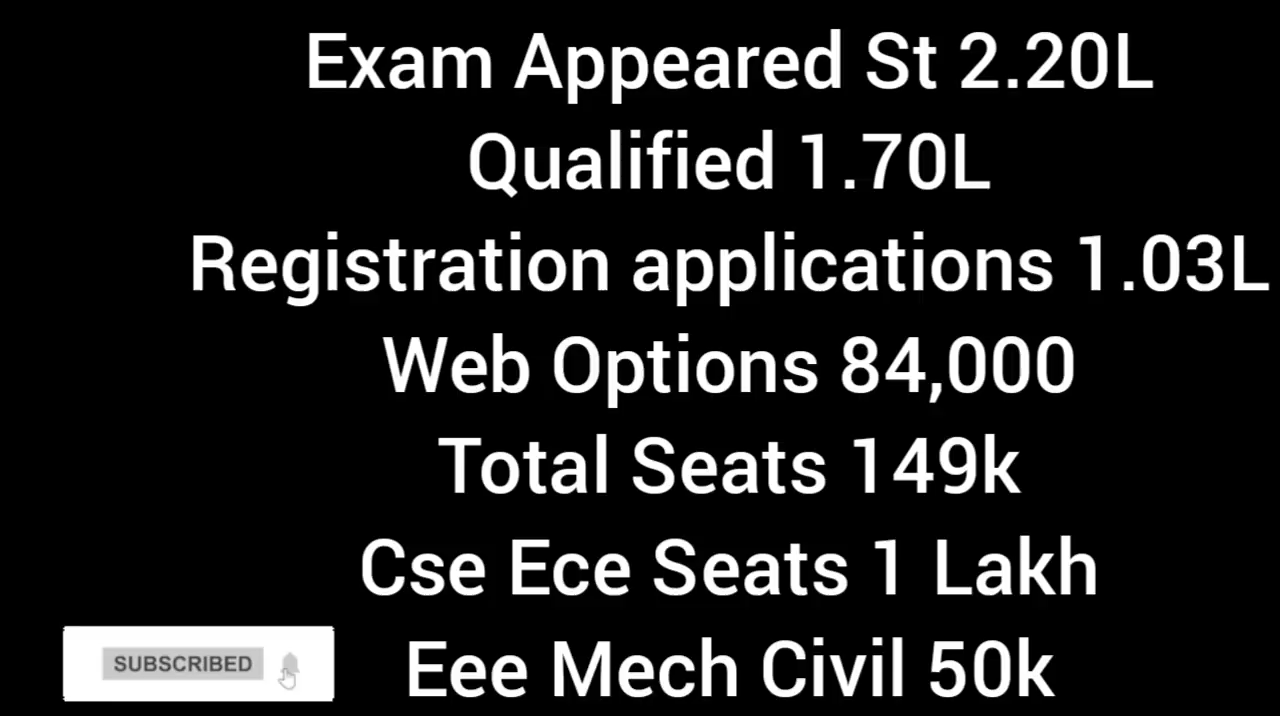 Exam Appeared St 2.20L
Qualified 1.70L
Registration applications 1.03L
Web Options 84,000
Total Seats 149k
Cse Ece Seats 1 Lakh
Eee Mech Civil 50k
SUBSCRIBED